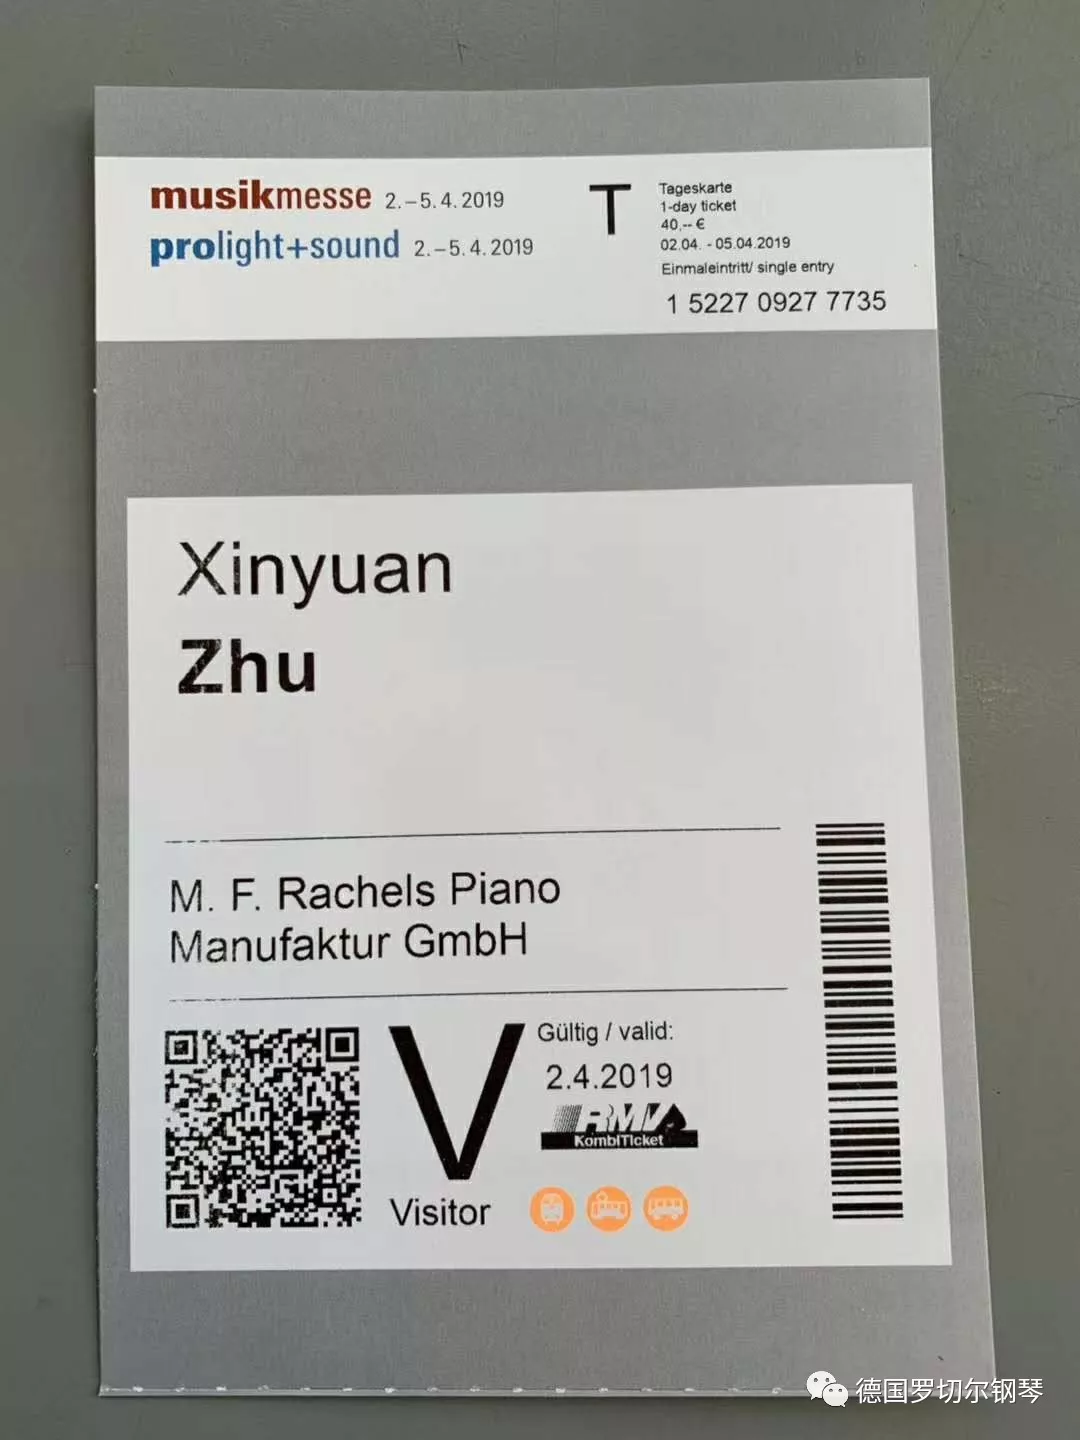 musikmesse 2.–5.4.2019
prolight+sound 2.–5.4.2019
T
Tageskarte
1-day ticket
40,-- €
02.04. - 05.04.2019
Einmaleintritt/ single entry
1 5227 0927 7735
Xinyuan
Zhu
M. F. Rachels Piano
Manufaktur GmbH
V
Visitor
Gültig / valid:
2.4.2019
RMV
KombiTicket
德国罗切尔钢琴